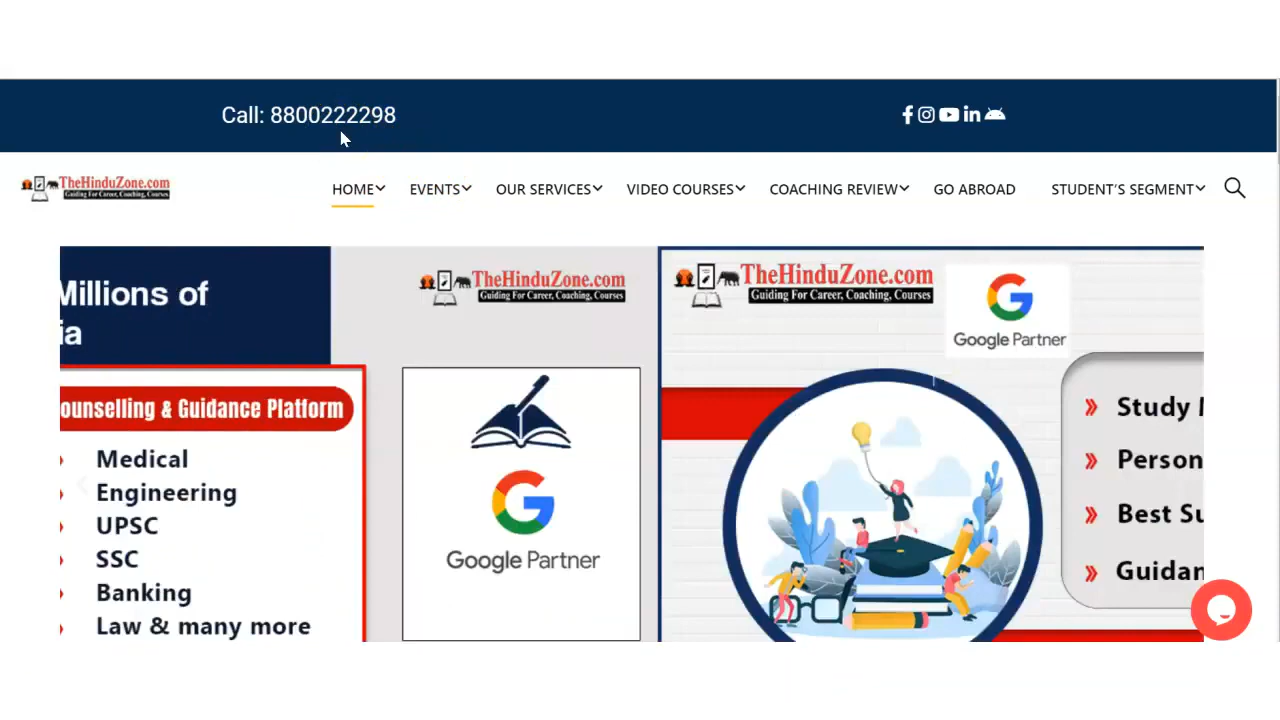 Call: 8800222298
TheHinduZone.com
Guiding For Career, Coaching, Courses
HOME EVENTS OUR SERVICES VIDEO COURSES COACHING REVIEW GO ABROAD STUDENT'S SEGMENT
Millions of
ia
ounselling & Guidance Platform
Medical
Engineering
UPSC
SSC
Banking
Law & many more
TheHinduZone.com
Guiding For Career, Coaching, Courses
Google Partner
TheHinduZone.com
Guiding For Career, Coaching, Courses
Google Partner
Study
Person
Best Su
Guidan